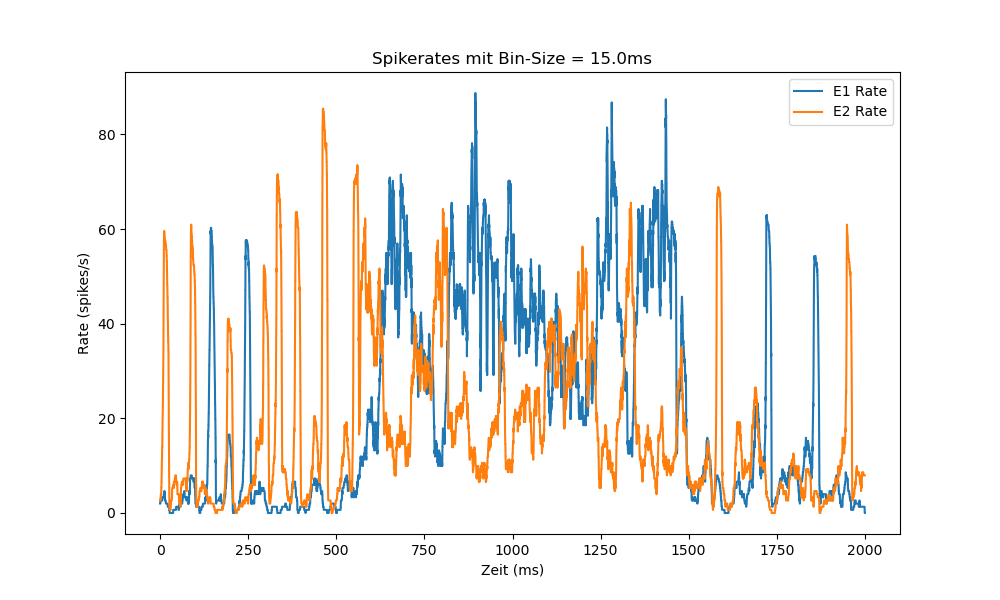 Spikerates mit Bin-Size = 15.0ms
E1 Rate
E2 Rate
Rate (spikes/s)
80
60
40
20
0
0 250 500 750 1000 1250 1500 1750 2000
Zeit (ms)